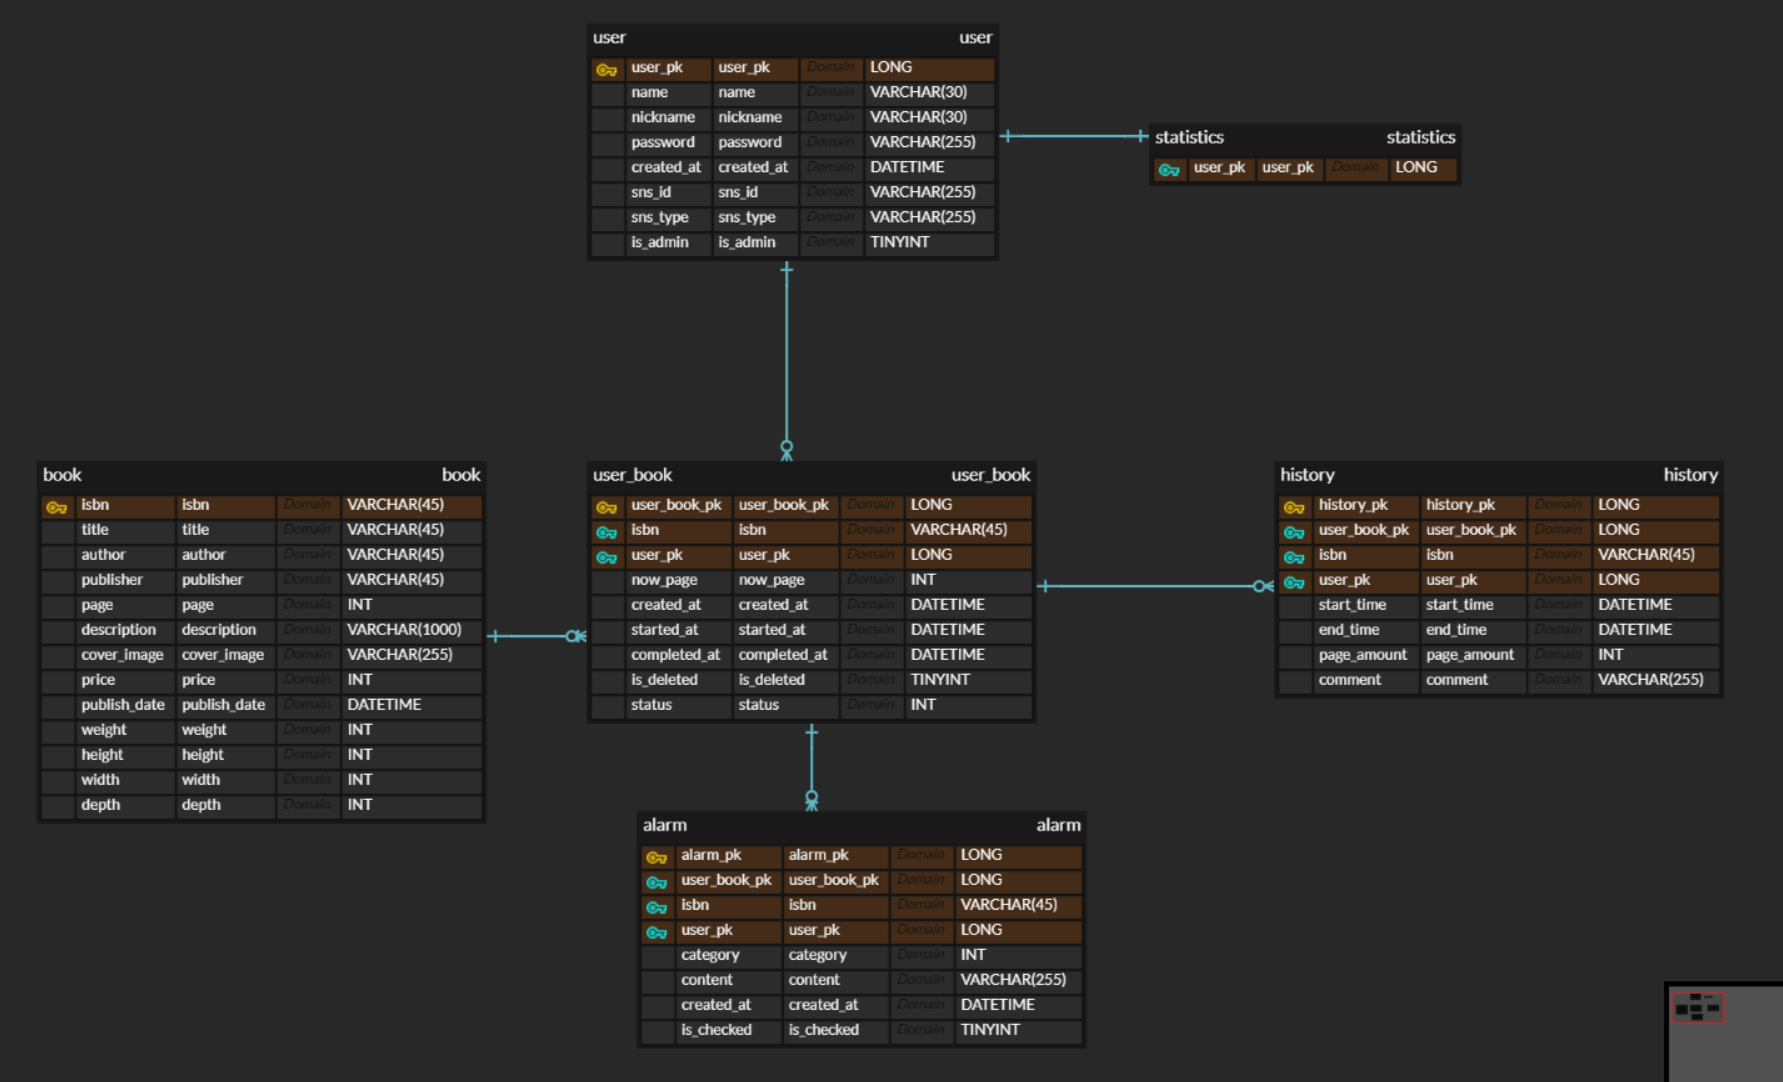 user user
user_pk user_pk Domain LONG
name name Domain VARCHAR(30)
nickname nickname Domain VARCHAR(30)
password password Domain VARCHAR(255)
created_at created_at Domain DATETIME
sns_id sns_id Domain VARCHAR(255)
sns_type sns_type Domain VARCHAR(255)
is_admin is_admin Domain TINYINT
statistics statistics
user_pk user_pk Domain LONG
book book
isbn isbn Domain VARCHAR(45)
title title Domain VARCHAR(45)
author author Domain VARCHAR(45)
publisher publisher Domain VARCHAR(45)
page page Domain INT
description description Domain VARCHAR(1000)
cover_image cover_image Domain VARCHAR(255)
price price Domain INT
publish_date publish_date Domain DATETIME
weight weight Domain INT
height height Domain INT
width width Domain INT
depth depth Domain INT
user_book user_book
user_book_pk user_book_pk Domain LONG
isbn isbn Domain VARCHAR(45)
user_pk user_pk Domain LONG
now_page now_page Domain INT
created_at created_at Domain DATETIME
started_at started_at Domain DATETIME
completed_at completed_at Domain DATETIME
is_deleted is_deleted Domain TINYINT
status status Domain INT
history history
history_pk history_pk Domain LONG
user_book_pk user_book_pk Domain LONG
isbn isbn Domain VARCHAR(45)
user_pk user_pk Domain LONG
start_time start_time Domain DATETIME
end_time end_time Domain DATETIME
page_amount page_amount Domain INT
comment comment Domain VARCHAR(255)
alarm alarm
alarm_pk alarm_pk Domain LONG
user_book_pk user_book_pk Domain LONG
isbn isbn Domain VARCHAR(45)
user_pk user_pk Domain LONG
category category Domain INT
content content Domain VARCHAR(255)
created_at created_at Domain DATETIME
is_checked is_checked Domain TINYINT